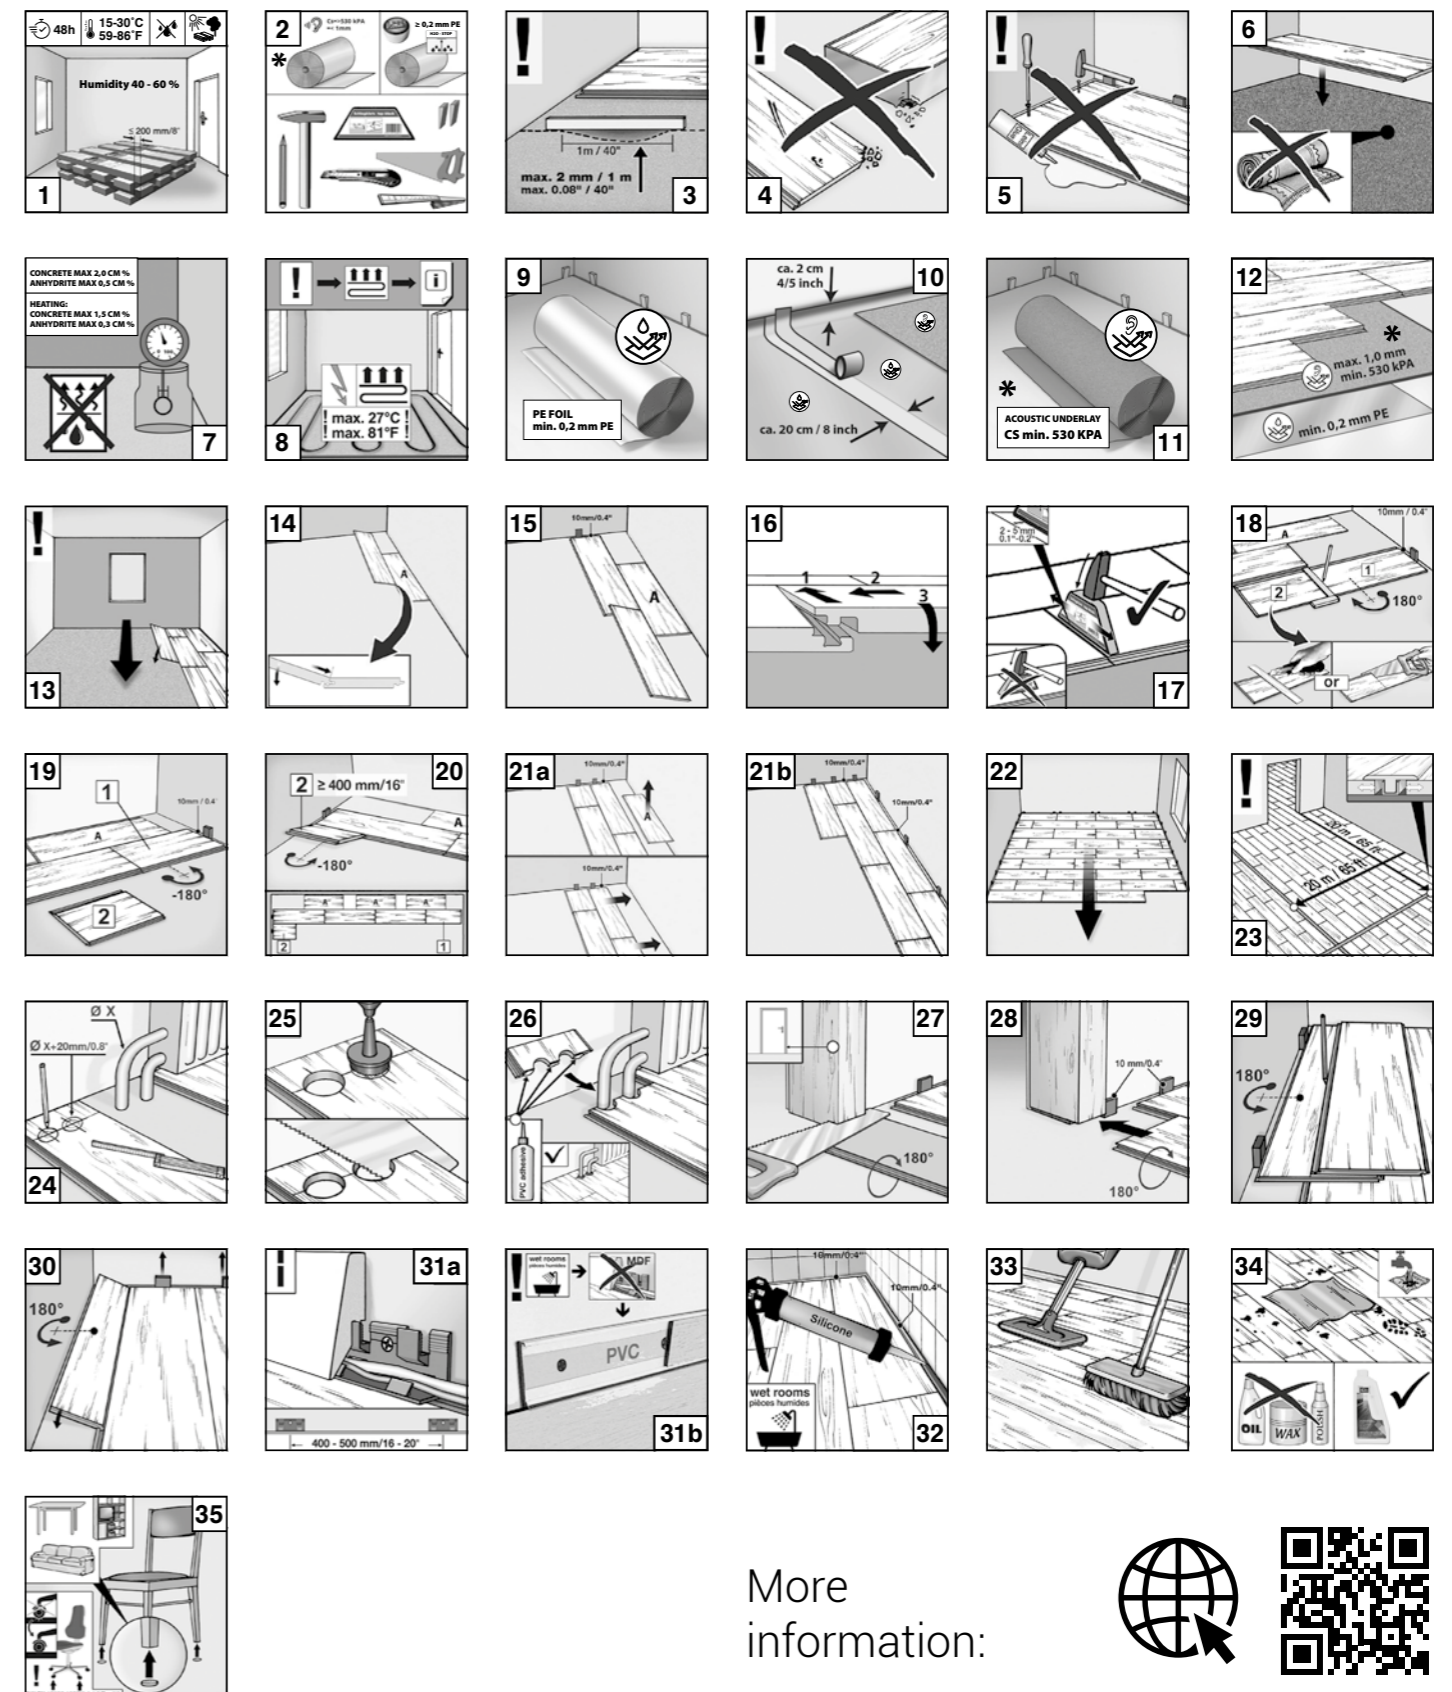 48h
15-30°C
59-86°F
Humidity 40 - 60 %
≤ 200 mm/8"
1
2
CS>=530 kPA
=< 1mm
≥ 0,2 mm PE
H2O - STOP
*
1m / 40"
max. 2 mm / 1 m
max. 0.08" / 40"
3
!
4
!
5
!
6
CONCRETE MAX 2,0 CM %
ANHYDRITE MAX 0,5 CM %
HEATING:
CONCRETE MAX 1,5 CM %
ANHYDRITE MAX 0,3 CM %
7
! i
! max. 27°C !
! max. 81°F !
8
9
PE FOIL
min. 0,2 mm PE
ca. 2 cm
4/5 inch
10
ca. 20 cm / 8 inch
*
ACOUSTIC UNDERLAY
CS min. 530 KPA
11
12
*
max. 1,0 mm
min. 530 kPA
min. 0,2 mm PE
!
13
14
A
15
10mm/0.4"
A
16
1 2 3
2 - 5 mm
0.1"-0.2"
17
18
10mm / 0.4"
A
1
2
180°
or
19
1
10mm / 0.4"
A
-180°
2
20
2 ≥ 400 mm/16"
A
-180°
A A A
2 1
21a
10mm/0.4"
A
10mm/0.4"
21b
10mm/0.4"
10mm/0.4"
22
!
20 m / 65 ft
20 m / 65 ft
23
Ø X
Ø X+20mm/0.8"
24
25
26
PVC adhesive
27
180°
28
10 mm/0.4"
180°
29
180°
30
180°
31a
400 - 500 mm/16 - 20"
!
wet rooms
pièces humides
MDF
PVC
31b
10mm/0.4"
10mm/0.4"
Silicone
wet rooms
pièces humides
32
33
34
OIL
WAX
POLISH
35
!
More
information: